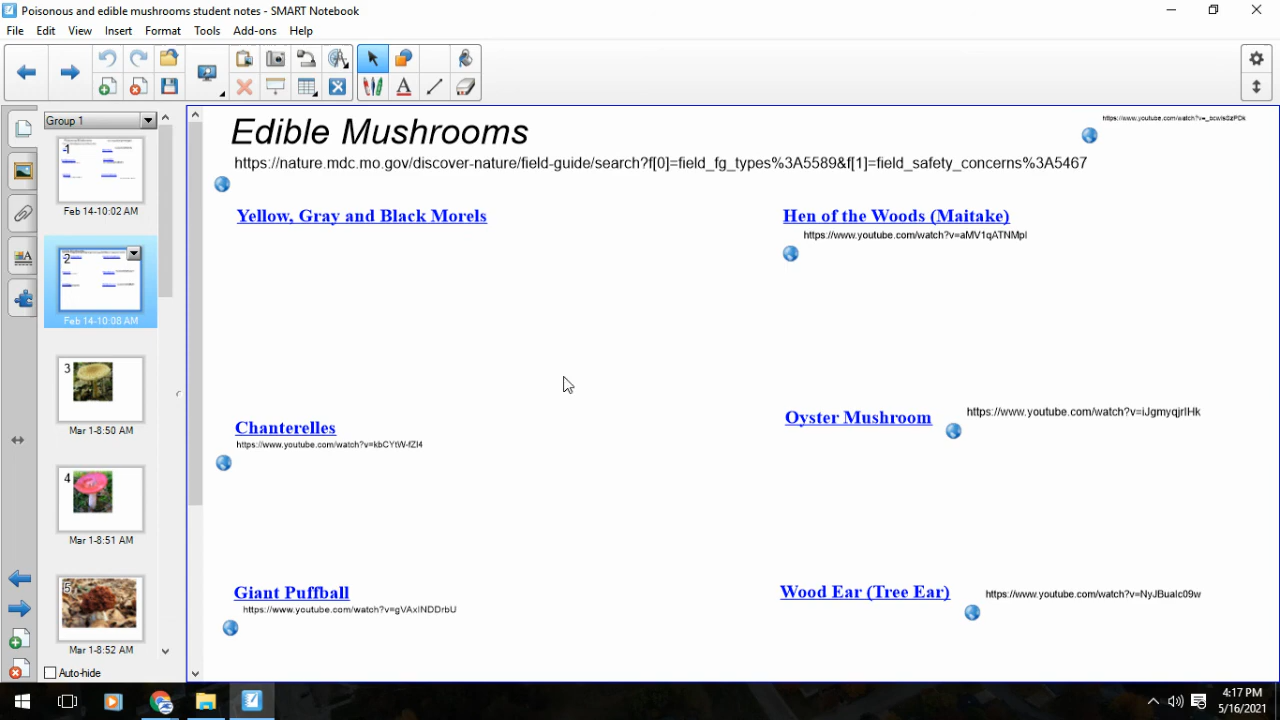 Poisonous and edible mushrooms student notes - SMART Notebook
File Edit View Insert Format Tools Add-ons Help
Group 1
1
Feb 14-10:02 AM
2
Feb 14-10:08 AM
3
Mar 1-8:50 AM
4
Mar 1-8:51 AM
5
Mar 1-8:52 AM
Auto-hide
Edible Mushrooms
https://nature.mdc.mo.gov/discover-nature/field-guide/search?f[0]=field_fg_types%3A5589&f[1]=field_safety_concerns%3A5467
Yellow, Gray and Black Morels
Hen of the Woods (Maitake)
https://www.youtube.com/watch?v=aMV1qATNMpI
Chanterelles
https://www.youtube.com/watch?v=kbCYtW-fZl4
Oyster Mushroom
https://www.youtube.com/watch?v=iJgmyqjrIHk
Giant Puffball
https://www.youtube.com/watch?v=gVAxINDDrbU
Wood Ear (Tree Ear)
https://www.youtube.com/watch?v=NyJBuaIc09w
4:17 PM
5/16/2021